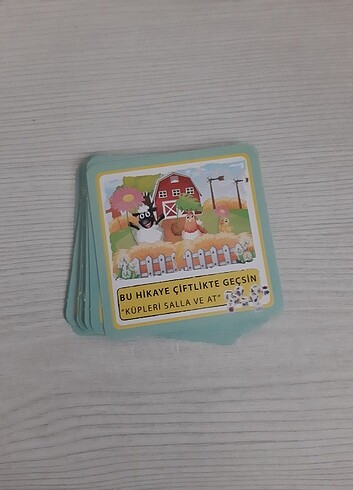 BU HİKAYE ÇİFTLİKTE GEÇSİN
"KÜPLERİ SALLA VE AT"